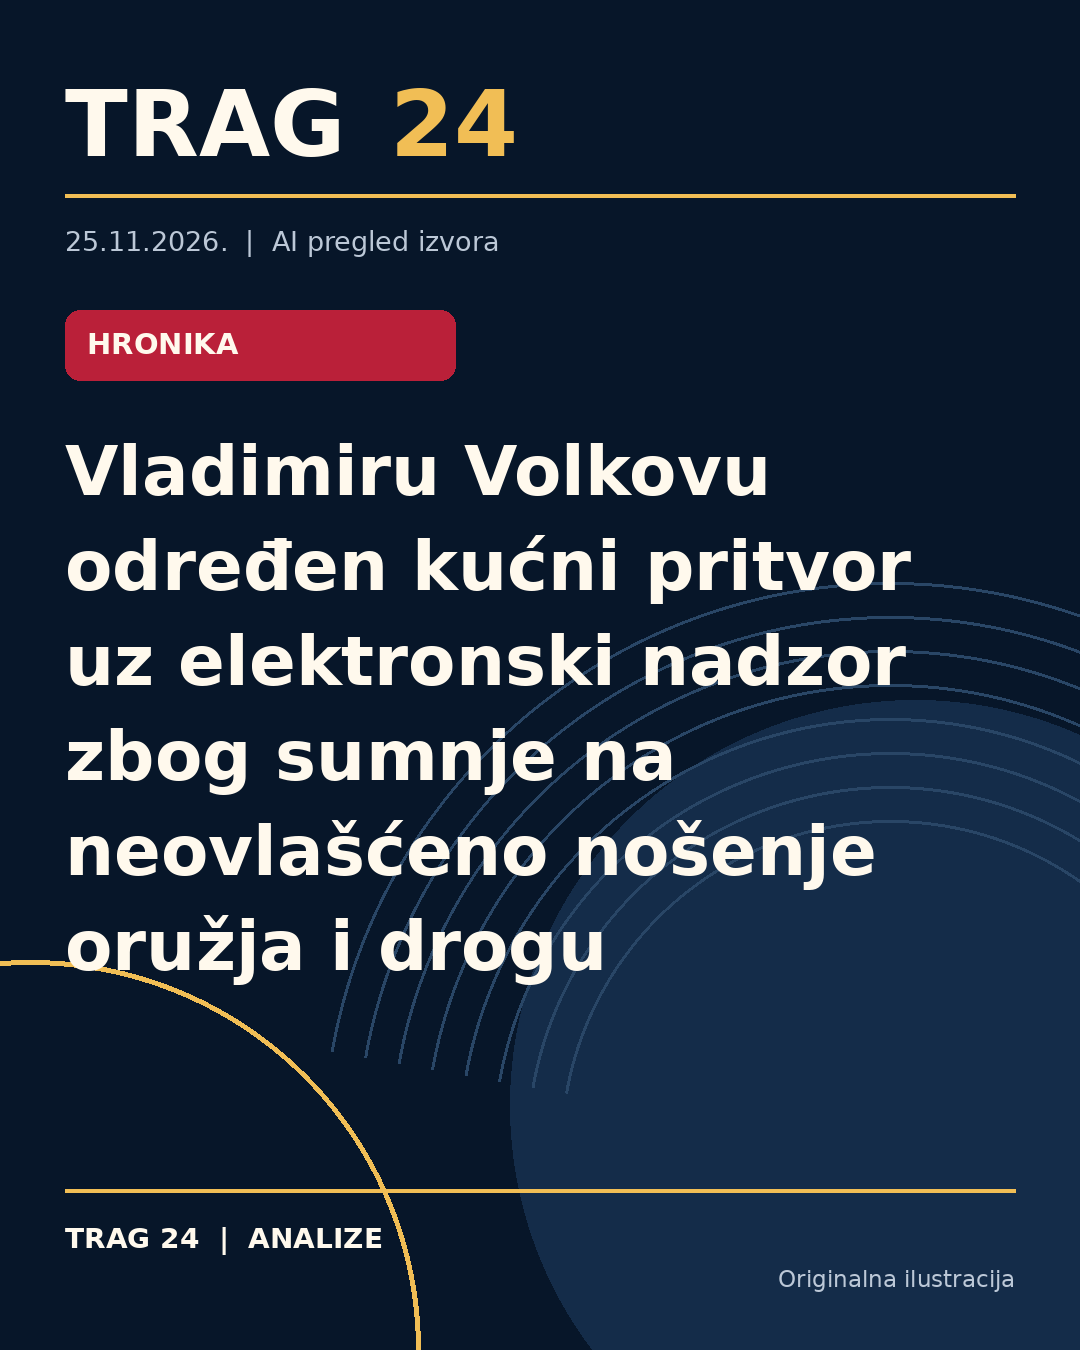 TRAG 24
25.11.2026. | AI pregled izvora
HRONIKA
Vladimiru Volkovu
određen kućni pritvor
uz elektronski nadzor
zbog sumnje na
neovlašćeno nošenje
oružja i drogu
TRAG 24 | ANALIZE
Originalna ilustracija